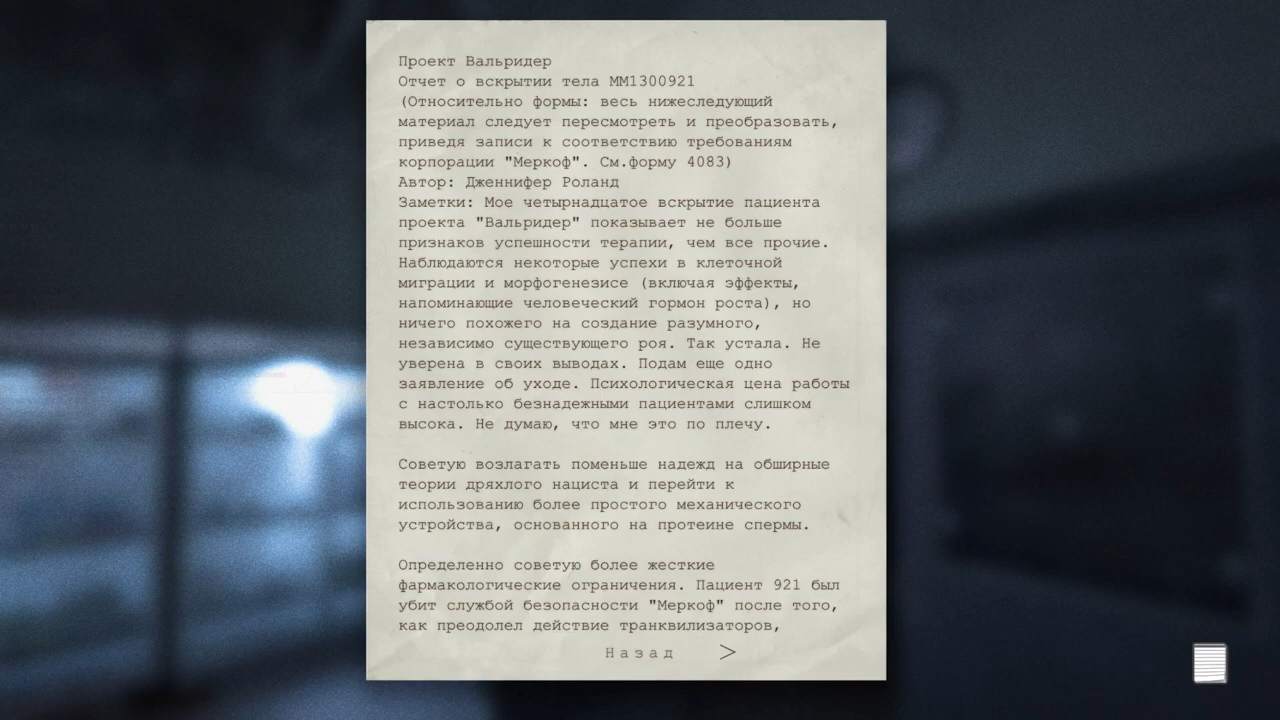 Проект Вальридер
Отчет о вскрытии тела ММ1300921
(Относительно формы: весь нижеследующий
материал следует пересмотреть и преобразовать,
приведя записи к соответствию требованиям
корпорации "Меркоф". См.форму 4083)
Автор: Дженнифер Роланд
Заметки: Мое четырнадцатое вскрытие пациента
проекта "Вальридер" показывает не больше
признаков успешности терапии, чем все прочие.
Наблюдаются некоторые успехи в клеточной
миграции и морфогенезисе (включая эффекты,
напоминающие человеческий гормон роста), но
ничего похожего на создание разумного,
независимо существующего роя. Так устала. Не
уверена в своих выводах. Подам еще одно
заявление об уходе. Психологическая цена работы
с настолько безнадежными пациентами слишком
высока. Не думаю, что мне это по плечу.
Советую возлагать поменьше надежд на обширные
теории дряхлого нациста и перейти к
использованию более простого механического
устройства, основанного на протеине спермы.
Определенно советую более жесткие
фармакологические ограничения. Пациент 921 был
убит службой безопасности "Меркоф" после того,
как преодолел действие транквилизаторов,
Назад >